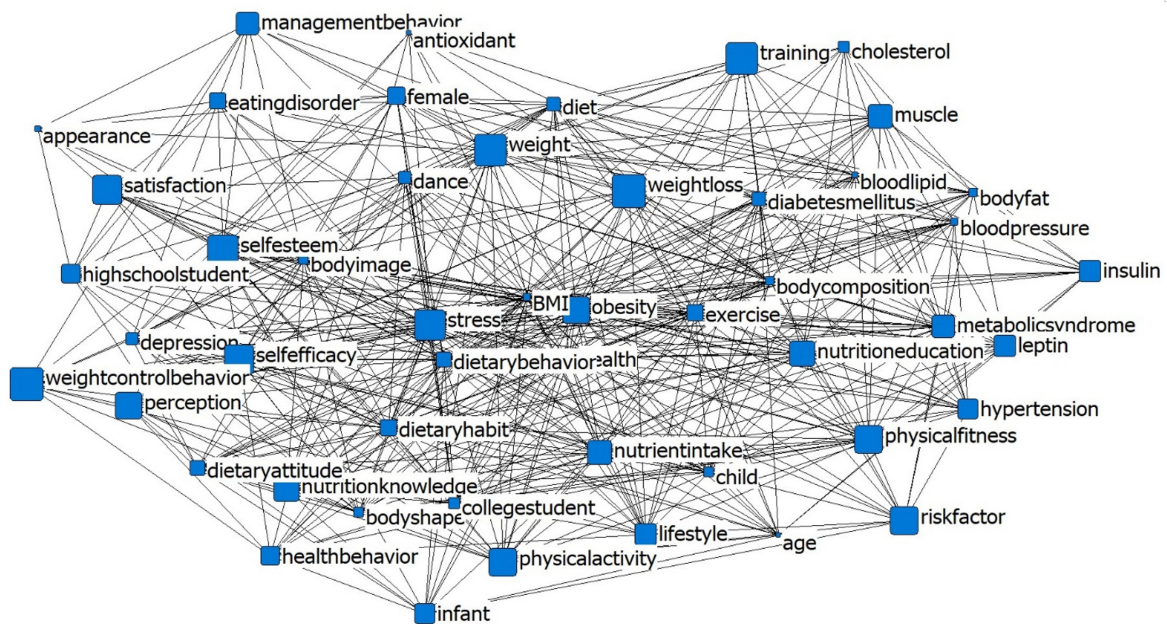 managementbehavior
antioxidant
training
cholesterol
eatingdisorder
female
diet
muscle
appearance
weight
satisfaction
dance
weightloss
bloodlipid
diabetesmellitus
bodyfat
bloodpressure
selfesteem
bodyimage
highschoolstudent
insulin
bodycomposition
BMI
obesity
exercise
stress
metabolicsyndrome
depression
selfefficacy
dietarybehavior
ealth
nutritioneducation
leptin
weightcontrolbehavior
perception
hypertension
dietaryhabit
physicalfitness
nutrientintake
dietaryattitude
child
nutritionknowledge
collegestudent
bodyshape
riskfactor
lifestyle
age
healthbehavior
physicalactivity
infant